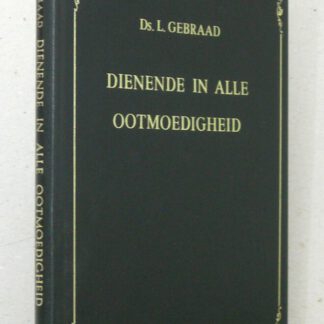 Ds. L. GEBRAAD
DIENENDE IN ALLE
OOTMOEDIGHEID
DIENENDE IN ALLE OOTMOEDIGHEID